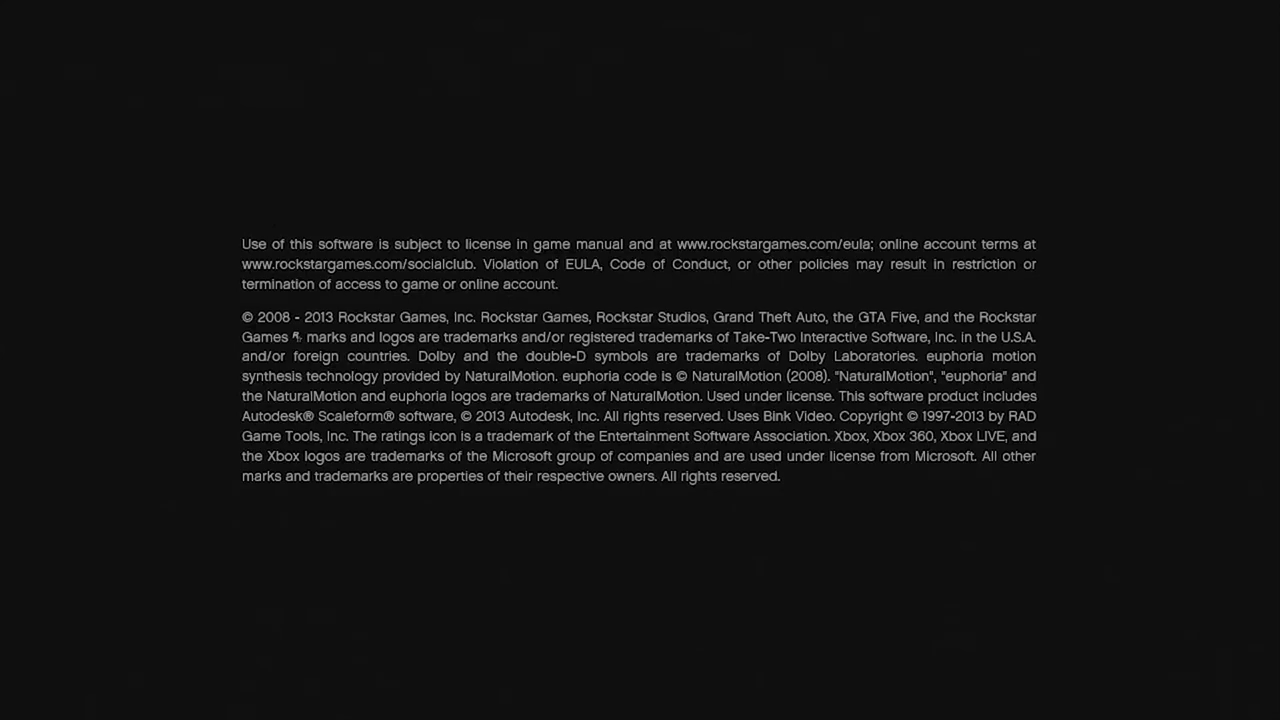 Use of this software is subject to license in game manual and at www.rockstargames.com/eula; online account terms at
www.rockstargames.com/socialclub. Violation of EULA, Code of Conduct, or other policies may result in restriction or
termination of access to game or online account.
© 2008 - 2013 Rockstar Games, Inc. Rockstar Games, Rockstar Studios, Grand Theft Auto, the GTA Five, and the Rockstar
Games R* marks and logos are trademarks and/or registered trademarks of Take-Two Interactive Software, Inc. in the U.S.A.
and/or foreign countries. Dolby and the double-D symbols are trademarks of Dolby Laboratories. euphoria motion
synthesis technology provided by NaturalMotion. euphoria code is © NaturalMotion (2008). "NaturalMotion", "euphoria" and
the NaturalMotion and euphoria logos are trademarks of NaturalMotion. Used under license. This software product includes
Autodesk® Scaleform® software, © 2013 Autodesk, Inc. All rights reserved. Uses Bink Video. Copyright © 1997-2013 by RAD
Game Tools, Inc. The ratings icon is a trademark of the Entertainment Software Association. Xbox, Xbox 360, Xbox LIVE, and
the Xbox logos are trademarks of the Microsoft group of companies and are used under license from Microsoft. All other
marks and trademarks are properties of their respective owners. All rights reserved.